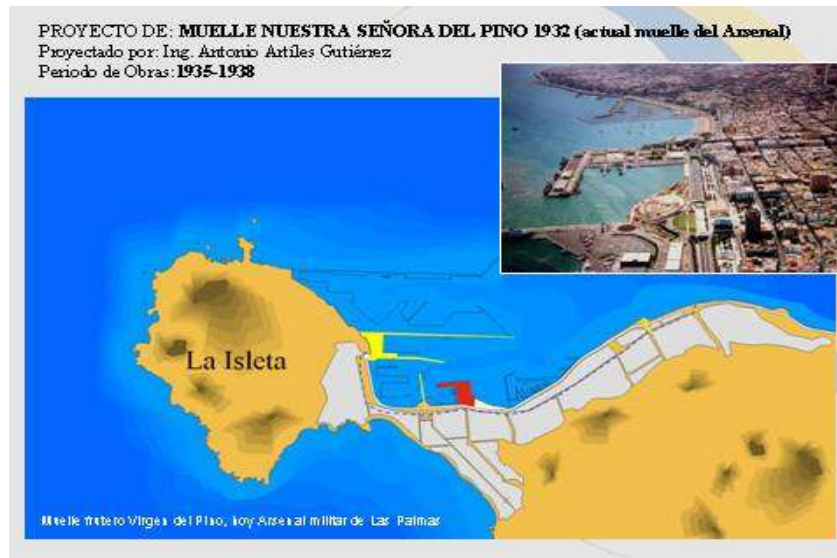 PROYECTO DE: MUELLE NUESTRA SEÑORA DEL PINO 1932 (actual muelle del Arsenal)
Proyectado por: Ing. Antonio Artiles Gutiérrez
Periodo de Obras: 1935-1938
La Isleta
Muelle frutero Virgen del Pino, hoy Arsenal militar de Las Palmas